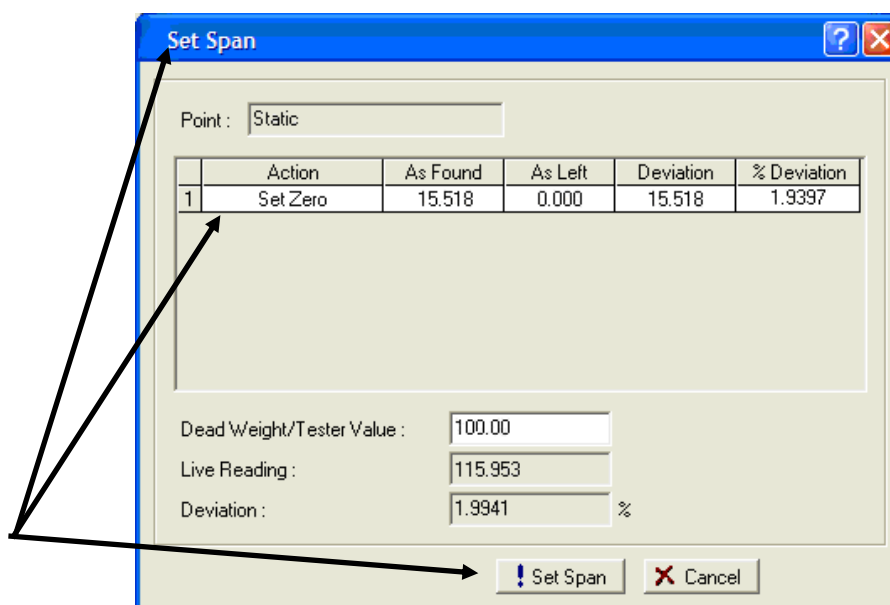 Set Span
Point : Static
Action As Found As Left Deviation % Deviation
1 Set Zero 15.518 0.000 15.518 1.9397
Dead Weight/Tester Value : 100.00
Live Reading : 115.953
Deviation : 1.9941 %
! Set Span X Cancel